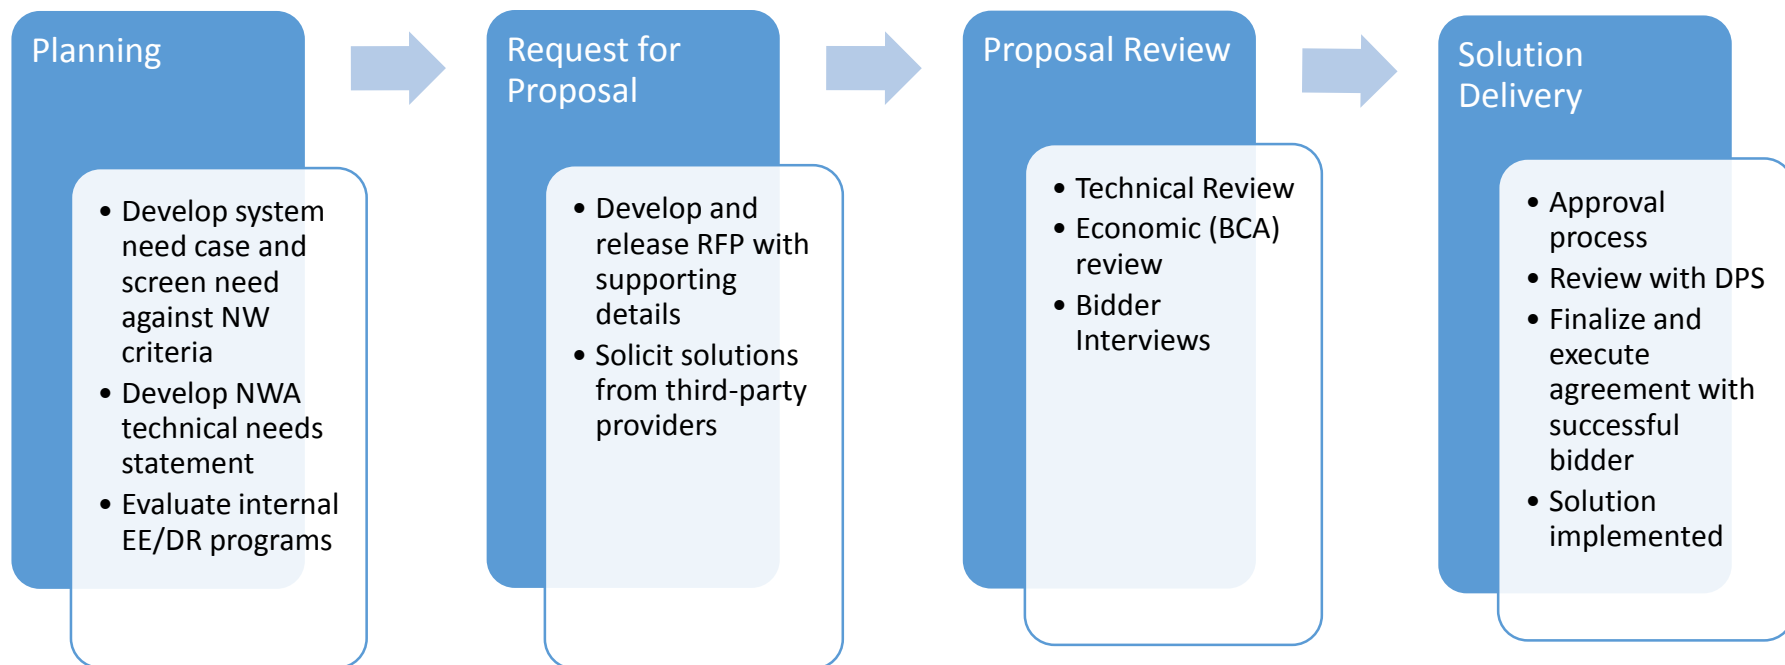 Planning
• Develop system
need case and
screen need
against NW
criteria
• Develop NWA
technical needs
statement
• Evaluate internal
EE/DR programs
Request for
Proposal
• Develop and
release RFP with
supporting
details
• Solicit solutions
from third-party
providers
Proposal Review
• Technical Review
• Economic (BCA)
review
• Bidder
Interviews
Solution
Delivery
• Approval
process
• Review with DPS
• Finalize and
execute
agreement with
successful
bidder
• Solution
implemented